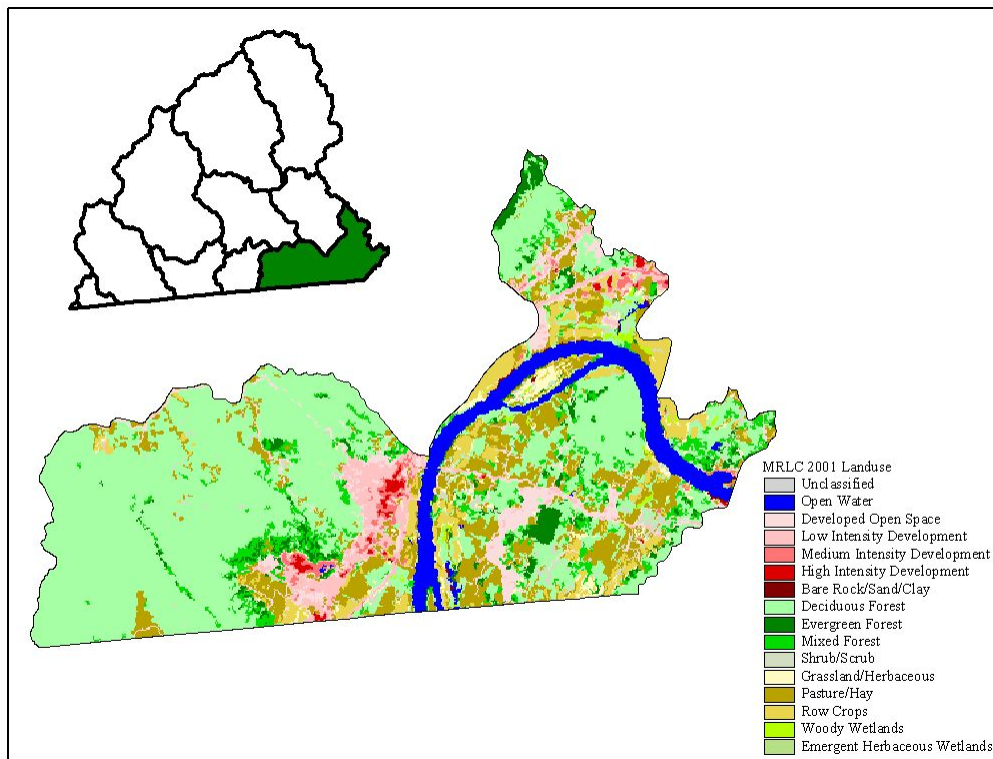 MRLC 2001 Landuse
Unclassified
Open Water
Developed Open Space
Low Intensity Development
Medium Intensity Development
High Intensity Development
Bare Rock/Sand/Clay
Deciduous Forest
Evergreen Forest
Mixed Forest
Shrub/Scrub
Grassland/Herbaceous
Pasture/Hay
Row Crops
Woody Wetlands
Emergent Herbaceous Wetlands